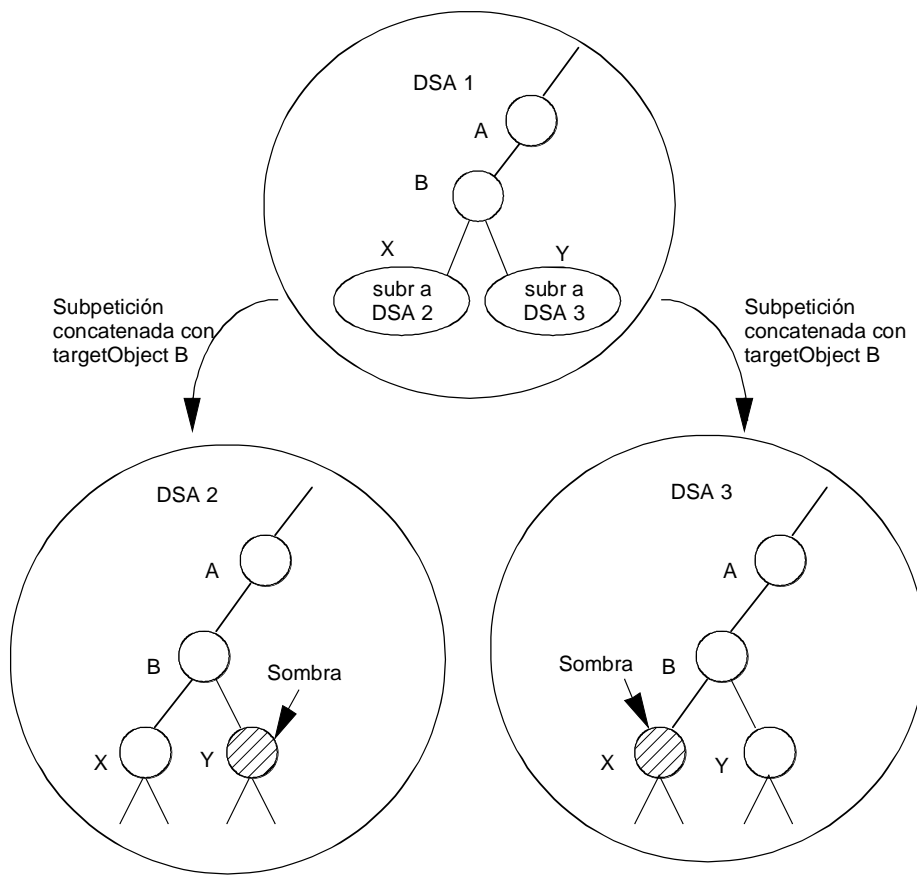 DSA 1
A
B
X
Y
subr a
DSA 2
subr a
DSA 3
Subpetición
concatenada con
targetObject B
Subpetición
concatenada con
targetObject B
DSA 2
A
B
Sombra
X
Y
DSA 3
A
B
Sombra
X
Y